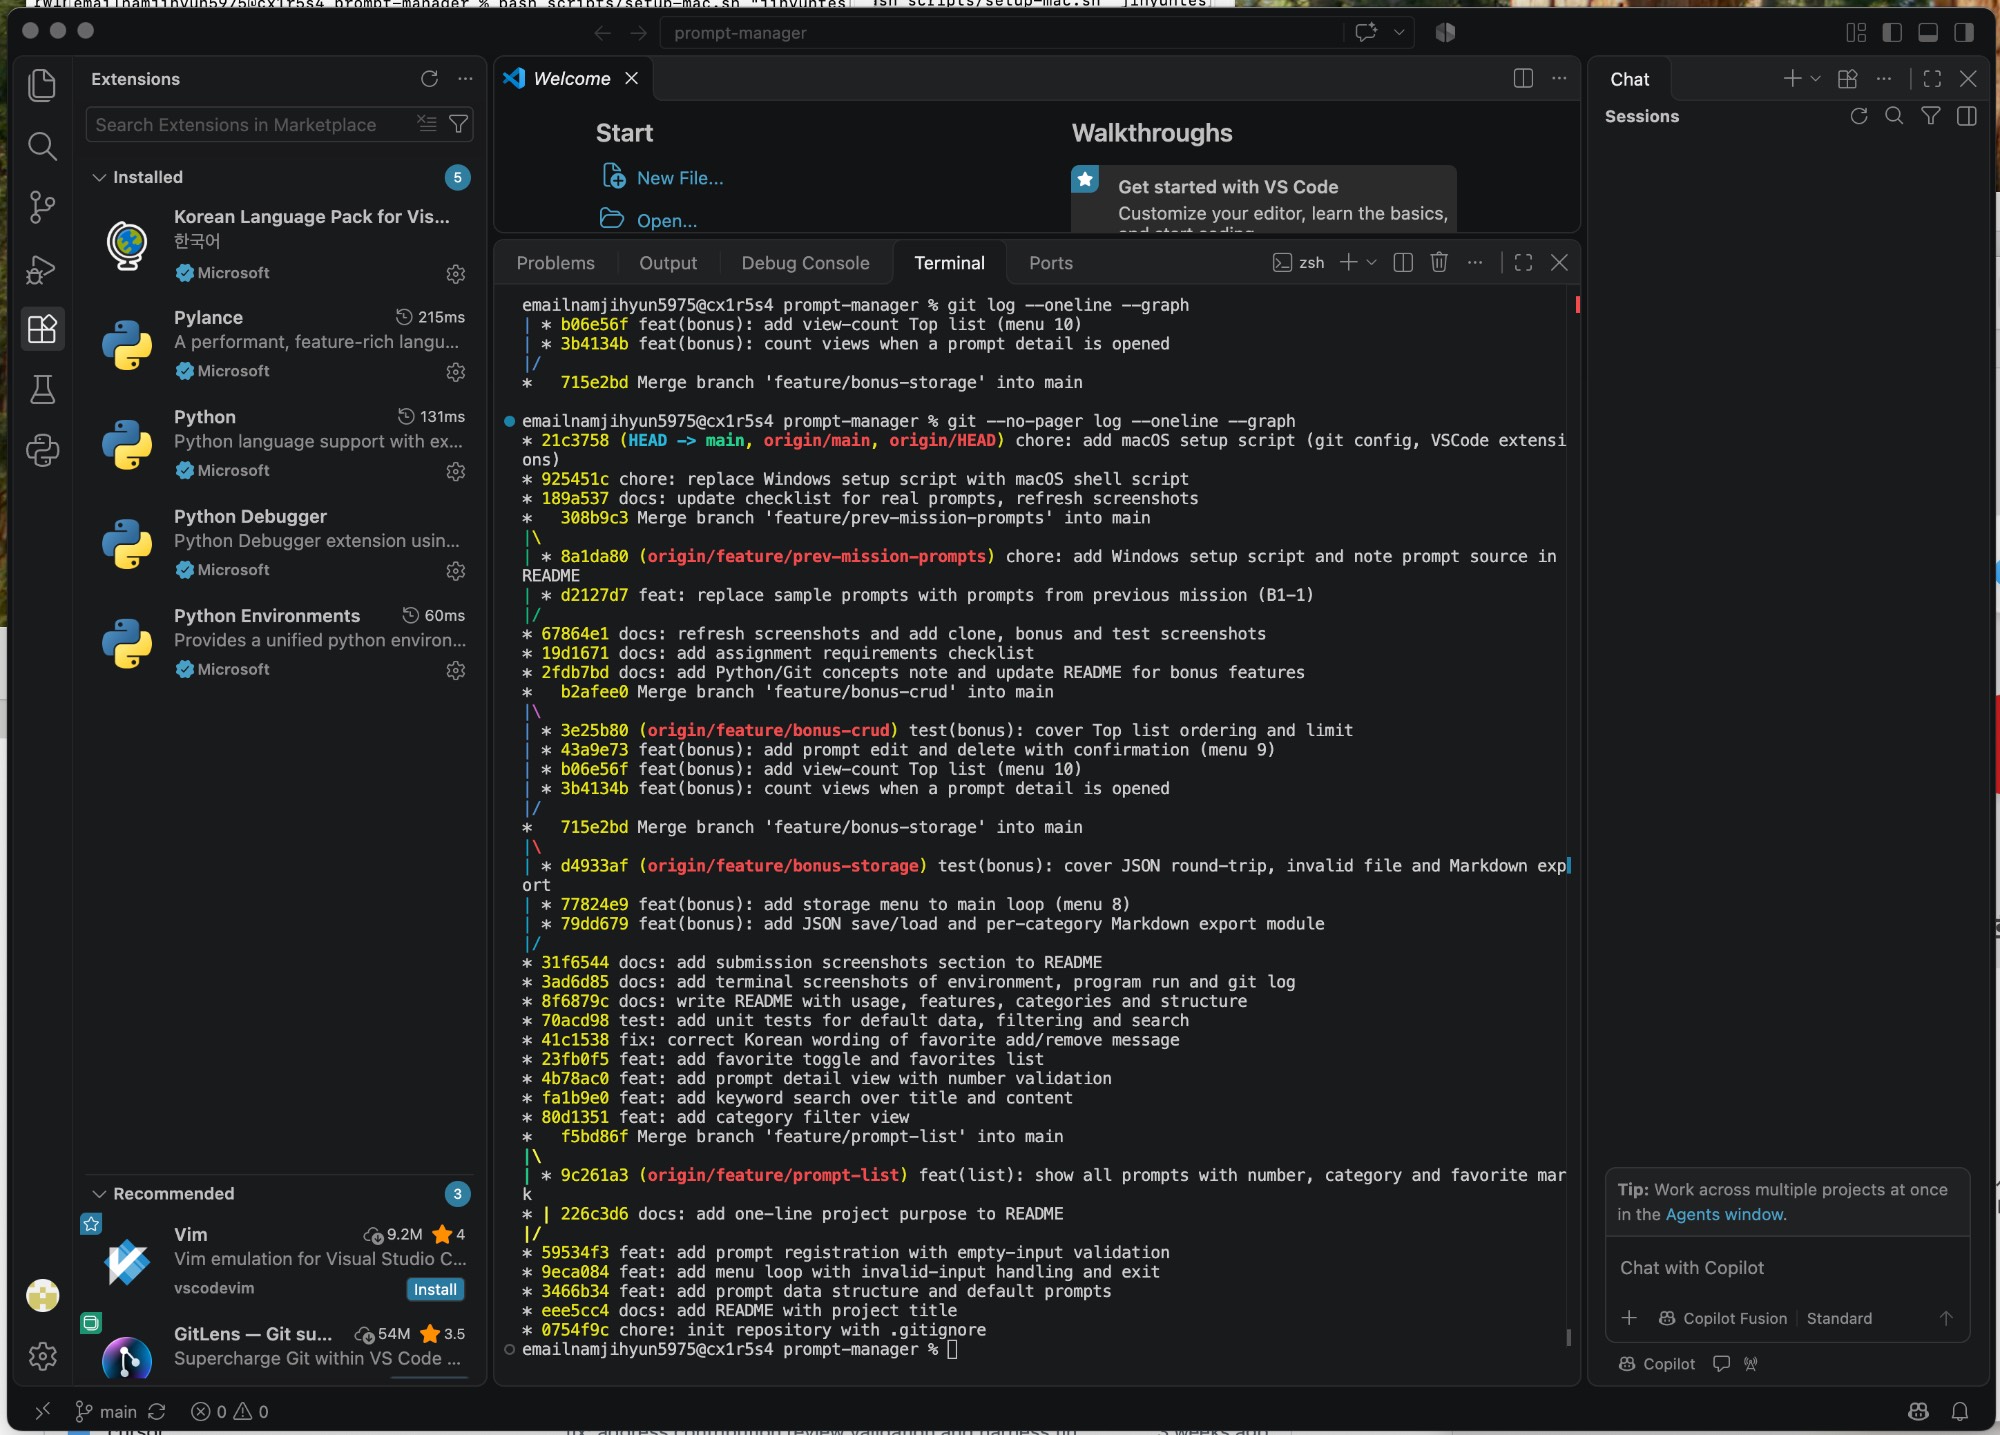 prompt-manager
Extensions
Search Extensions in Marketplace
Installed
5
Korean Language Pack for Vis...
한국어
Microsoft
Pylance
215ms
A performant, feature-rich langu...
Microsoft
Python
131ms
Python language support with ex...
Microsoft
Python Debugger
Python Debugger extension usin...
Microsoft
Python Environments
60ms
Provides a unified python environ...
Microsoft
Recommended
3
Vim
9.2M
4
Vim emulation for Visual Studio C...
vscodevim
Install
GitLens — Git su...
54M
3.5
Supercharge Git within VS Code ...
Welcome
Start
New File...
Open...
Walkthroughs
Get started with VS Code
Customize your editor, learn the basics,
and start coding
Problems
Output
Debug Console
Terminal
Ports
zsh
emailnamjihyun5975@cx1r5s4 prompt-manager % git log --oneline --graph
| * b06e56f feat(bonus): add view-count Top list (menu 10)
| * 3b4134b feat(bonus): count views when a prompt detail is opened
|/
*   715e2bd Merge branch 'feature/bonus-storage' into main
emailnamjihyun5975@cx1r5s4 prompt-manager % git --no-pager log --oneline --graph
* 21c3758 (HEAD -> main, origin/main, origin/HEAD) chore: add macOS setup script (git config, VSCode extensi
ons)
* 925451c chore: replace Windows setup script with macOS shell script
* 189a537 docs: update checklist for real prompts, refresh screenshots
*   308b9c3 Merge branch 'feature/prev-mission-prompts' into main
|\
| * 8a1da80 (origin/feature/prev-mission-prompts) chore: add Windows setup script and note prompt source in
README
| * d2127d7 feat: replace sample prompts with prompts from previous mission (B1-1)
|/
* 67864e1 docs: refresh screenshots and add clone, bonus and test screenshots
* 19d1671 docs: add assignment requirements checklist
* 2fdb7bd docs: add Python/Git concepts note and update README for bonus features
*   b2afee0 Merge branch 'feature/bonus-crud' into main
|\
| * 3e25b80 (origin/feature/bonus-crud) test(bonus): cover Top list ordering and limit
| * 43a9e73 feat(bonus): add prompt edit and delete with confirmation (menu 9)
| * b06e56f feat(bonus): add view-count Top list (menu 10)
| * 3b4134b feat(bonus): count views when a prompt detail is opened
|/
*   715e2bd Merge branch 'feature/bonus-storage' into main
|\
| * d4933af (origin/feature/bonus-storage) test(bonus): cover JSON round-trip, invalid file and Markdown exp
ort
| * 77824e9 feat(bonus): add storage menu to main loop (menu 8)
| * 79dd679 feat(bonus): add JSON save/load and per-category Markdown export module
|/
* 31f6544 docs: add submission screenshots section to README
* 3ad6d85 docs: add terminal screenshots of environment, program run and git log
* 8f6879c docs: write README with usage, features, categories and structure
* 70acd98 test: add unit tests for default data, filtering and search
* 41c1538 fix: correct Korean wording of favorite add/remove message
* 23fb0f5 feat: add favorite toggle and favorites list
* 4b78ac0 feat: add prompt detail view with number validation
* fa1b9e0 feat: add keyword search over title and content
* 80d1351 feat: add category filter view
*   f5bd86f Merge branch 'feature/prompt-list' into main
|\
| * 9c261a3 (origin/feature/prompt-list) feat(list): show all prompts with number, category and favorite mar
k
* | 226c3d6 docs: add one-line project purpose to README
|/
* 59534f3 feat: add prompt registration with empty-input validation
* 9eca084 feat: add menu loop with invalid-input handling and exit
* 3466b34 feat: add prompt data structure and default prompts
* eee5cc4 docs: add README with project title
* 0754f9c chore: init repository with .gitignore
emailnamjihyun5975@cx1r5s4 prompt-manager %
Chat
Sessions
Tip: Work across multiple projects at once
in the Agents window.
Chat with Copilot
Copilot Fusion
Standard
Copilot
main
0
0